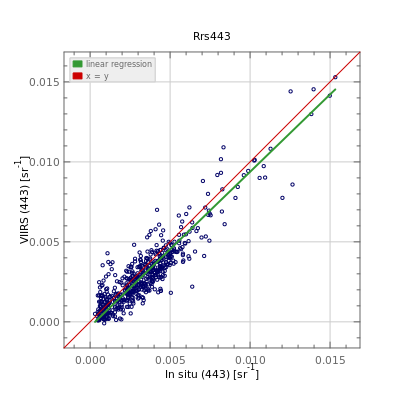 Rrs443
linear regression
x = y
0.015
0.010
0.005
0.000
VIIRS (443) [sr^-1]
0.000 0.005 0.010 0.015
In situ (443) [sr^-1]